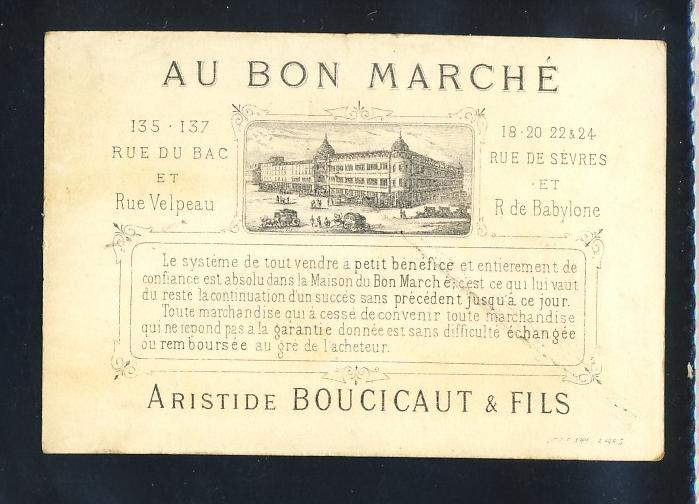 AU BON MARCHÉ
135 · 137
RUE DU BAC
ET
Rue Velpeau
18 · 20 22 & 24
RUE DE SÈVRES
ET
R. de Babylone
Le système de tout vendre a petit bénéfice et entierement de
confiance est absolu dans la Maison du Bon Marché; c'est ce qui lui vaut
du reste la continuation d'un succès sans précédent jusqu'à ce jour.
Toute marchandise qui à cessé de convenir toute marchandise
qui ne repond pas a la garantie donnée est sans difficulté échangée
ou remboursée au gré de l'acheteur.
ARISTIDE BOUCICAUT & FILS